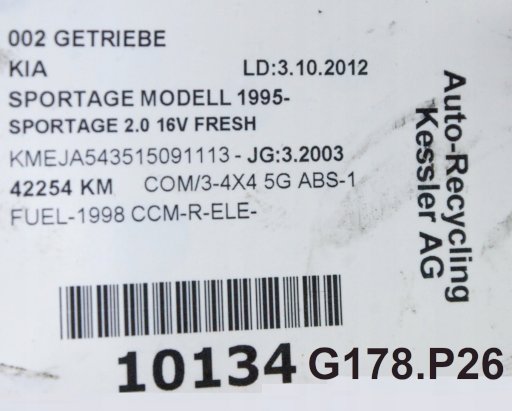 002 GETRIEBE
KIA LD:3.10.2012
SPORTAGE MODELL 1995-
SPORTAGE 2.0 16V FRESH
KMEJA543515091113 - JG:3.2003
42254 KM COM/3-4X4 5G ABS-1
FUEL-1998 CCM-R-ELE-
10134 G178.P26
Auto-Recycling
Kessler AG